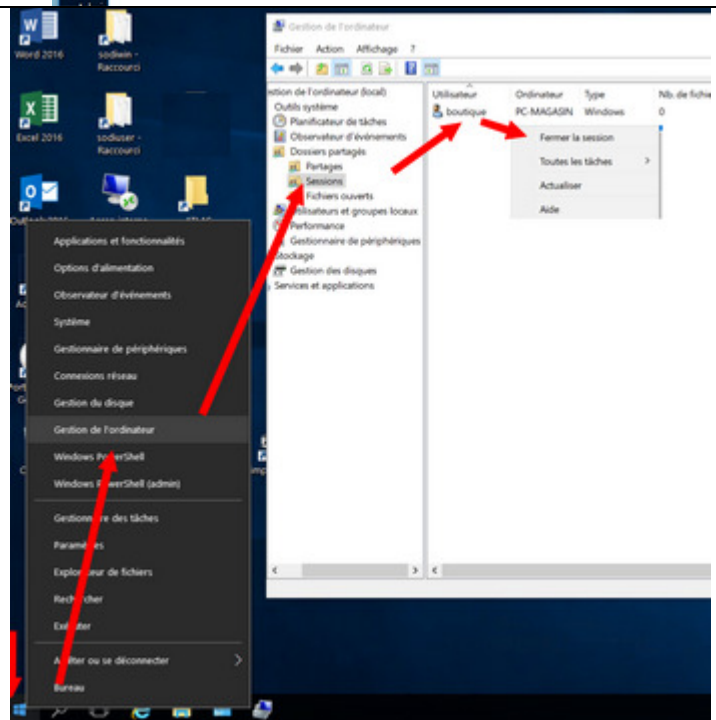 Word 2016
sodiwin -
Raccourci
Excel 2016
sodiuser -
Raccourci
Gestion de l'ordinateur
Fichier Action Affichage ?
Outils système
Planificateur de tâches
Observateur d'événements
Dossiers partagés
Partages
Sessions
Fichiers ouverts
Utilisateurs et groupes locaux
Performance
Gestionnaire de périphériques
Stockage
Gestion des disques
Services et applications
Utilisateur Ordinateur Type Nb. de fichie
boutique PC-MAGASIN Windows 0
Fermer la session
Toutes les tâches
Actualiser
Aide
Applications et fonctionnalités
Options d'alimentation
Observateur d'événements
Système
Gestionnaire de périphériques
Connexions réseau
Gestion du disque
Gestion de l'ordinateur
Windows PowerShell
Windows PowerShell (admin)
Gestionnaire des tâches
Paramètres
Explorateur de fichiers
Rechercher
Exécuter
Arrêter ou se déconnecter
Bureau